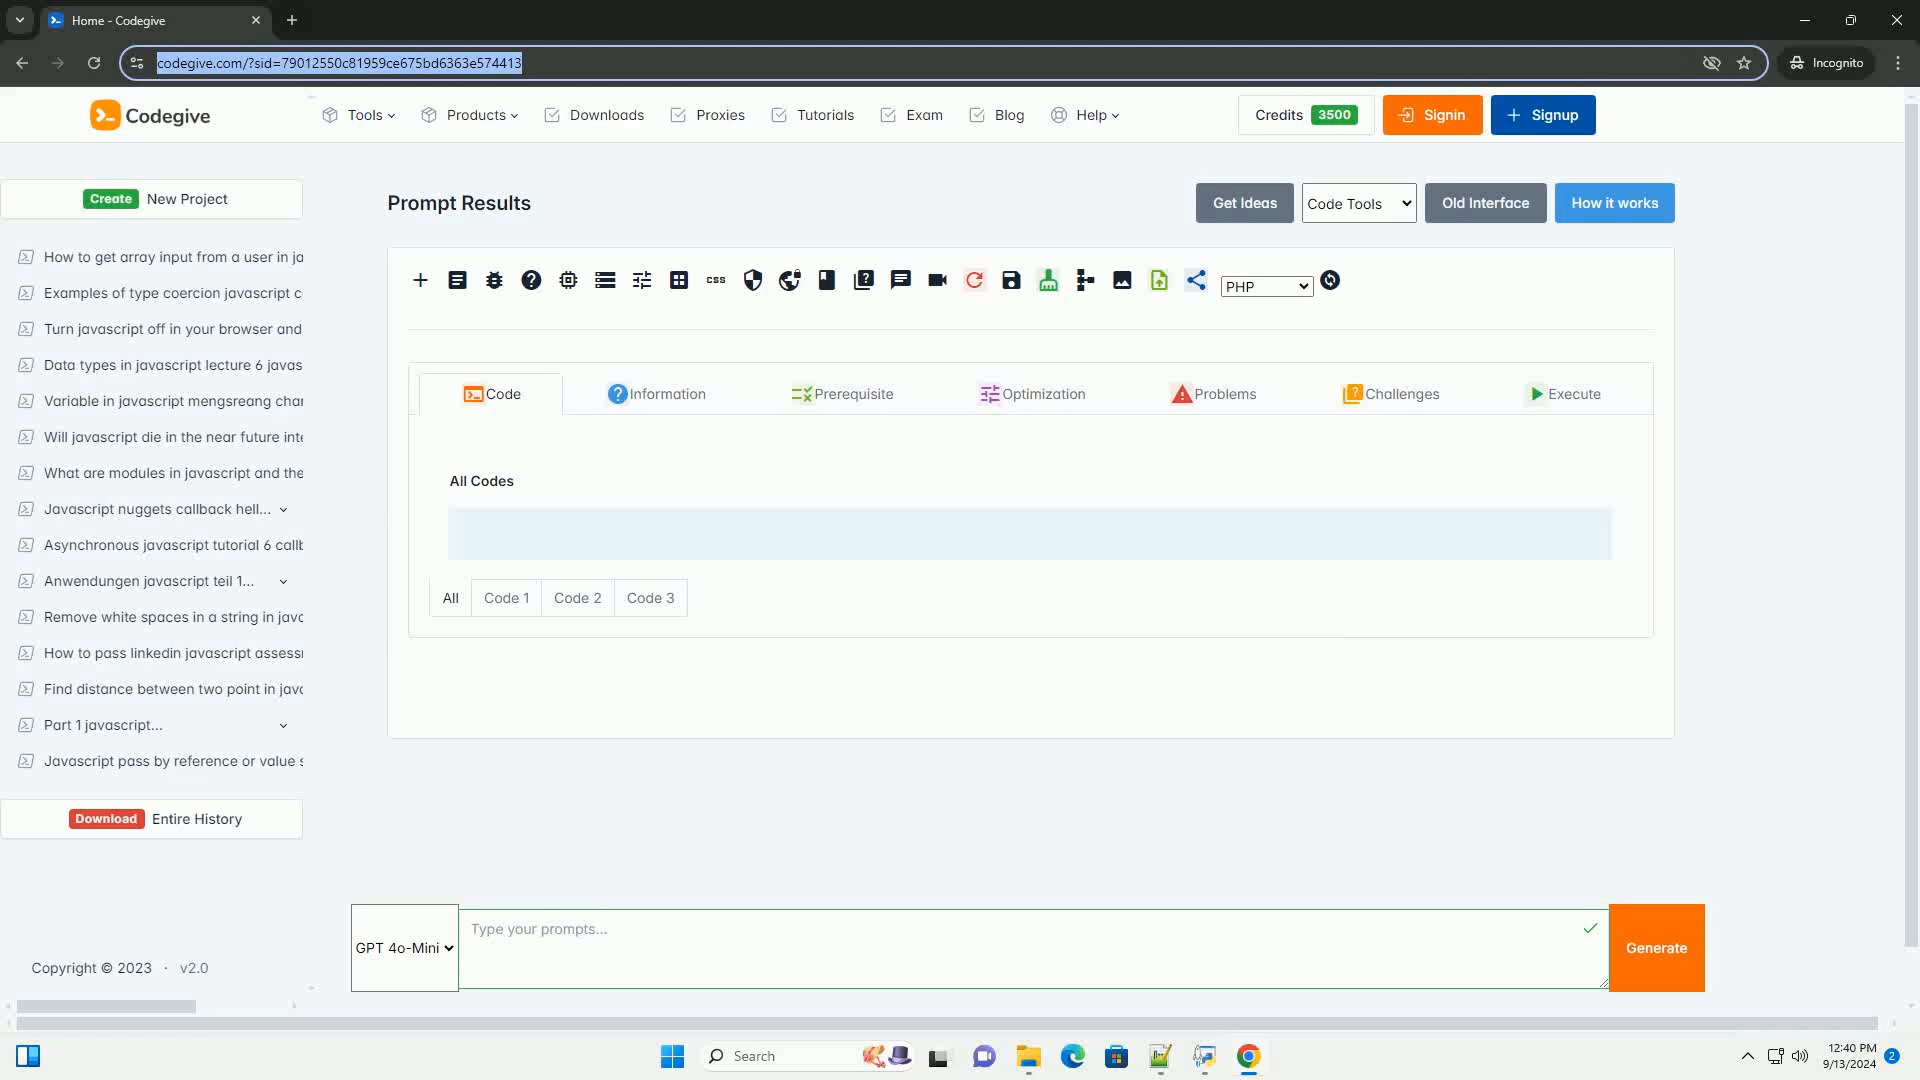 Home - Codegive
codegive.com/?sid=79012550c81959ce675bd6363e574413
Incognito
Codegive
Tools
Products
Downloads
Proxies
Tutorials
Exam
Blog
Help
Credits 3500
Signin
Signup
Create New Project
How to get array input from a user in ja
Examples of type coercion javascript c
Turn javascript off in your browser and
Data types in javascript lecture 6 javas
Variable in javascript mengsreang char
Will javascript die in the near future inte
What are modules in javascript and the
Javascript nuggets callback hell...
Asynchronous javascript tutorial 6 callb
Anwendungen javascript teil 1...
Remove white spaces in a string in java
How to pass linkedin javascript assess
Find distance between two point in java
Part 1 javascript...
Javascript pass by reference or value s
Download Entire History
Copyright © 2023 · v2.0
Prompt Results
Get Ideas
Code Tools
Old Interface
How it works
css
PHP
Code
Information
Prerequisite
Optimization
Problems
Challenges
Execute
All Codes
All
Code 1
Code 2
Code 3
GPT 4o-Mini
Type your prompts...
Generate
Search
12:40 PM
9/13/2024
2